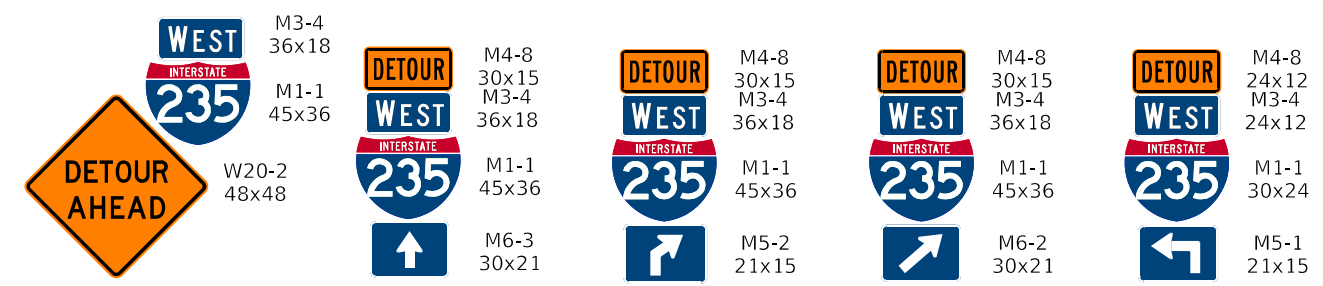 WEST
M3-4
36x18
INTERSTATE
235
M1-1
45x36
DETOUR
AHEAD
W20-2
48x48
DETOUR
M4-8
30x15
WEST
M3-4
36x18
INTERSTATE
235
M1-1
45x36
M6-3
30x21
DETOUR
M4-8
30x15
WEST
M3-4
36x18
INTERSTATE
235
M1-1
45x36
M5-2
21x15
DETOUR
M4-8
30x15
WEST
M3-4
36x18
INTERSTATE
235
M1-1
45x36
M6-2
30x21
DETOUR
M4-8
24x12
WEST
M3-4
24x12
INTERSTATE
235
M1-1
30x24
M5-1
21x15